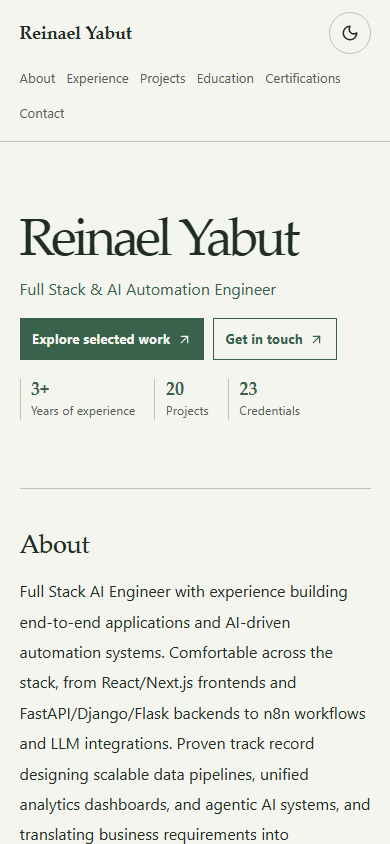 Reinael Yabut
About Experience Projects Education Certifications
Contact
Reinael Yabut
Full Stack & AI Automation Engineer
Explore selected work Get in touch
3+ 20 23
Years of experience Projects Credentials
About
Full Stack AI Engineer with experience building
end-to-end applications and AI-driven
automation systems. Comfortable across the
stack, from React/Next.js frontends and
FastAPI/Django/Flask backends to n8n workflows
and LLM integrations. Proven track record
designing scalable data pipelines, unified
analytics dashboards, and agentic AI systems, and
translating business requirements into